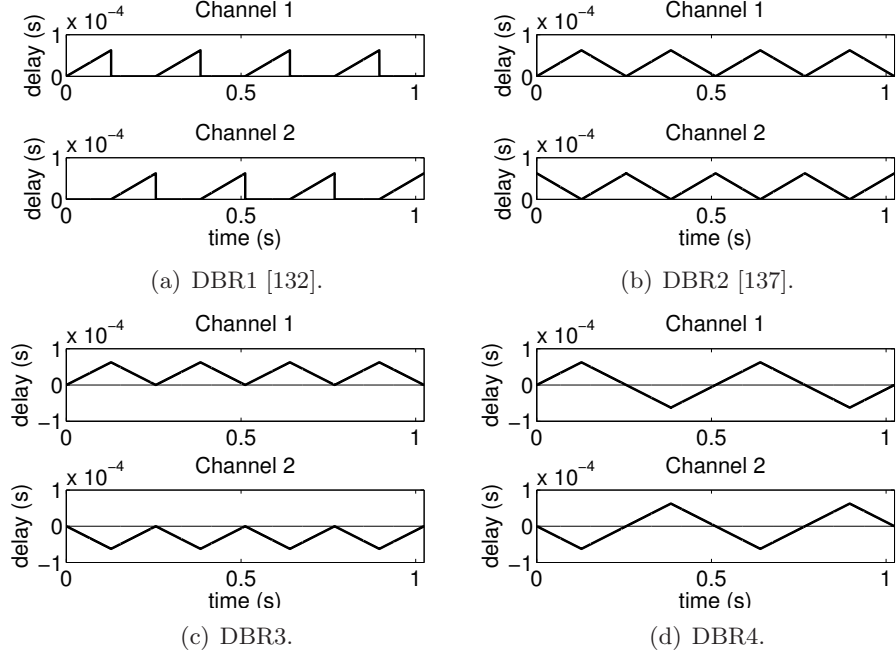 Channel 1
x 10⁻⁴
1
0
delay (s)
0 0.5 1
Channel 2
x 10⁻⁴
1
0
delay (s)
0 0.5 1
time (s)
(a) DBR1 [132].
Channel 1
x 10⁻⁴
1
0
delay (s)
0 0.5 1
Channel 2
x 10⁻⁴
1
0
delay (s)
0 0.5 1
time (s)
(b) DBR2 [137].
Channel 1
x 10⁻⁴
1
0
−1
delay (s)
0 0.5 1
Channel 2
x 10⁻⁴
1
0
−1
delay (s)
0 0.5 1
time (s)
(c) DBR3.
Channel 1
x 10⁻⁴
1
0
−1
delay (s)
0 0.5 1
Channel 2
x 10⁻⁴
1
0
−1
delay (s)
0 0.5 1
time (s)
(d) DBR4.